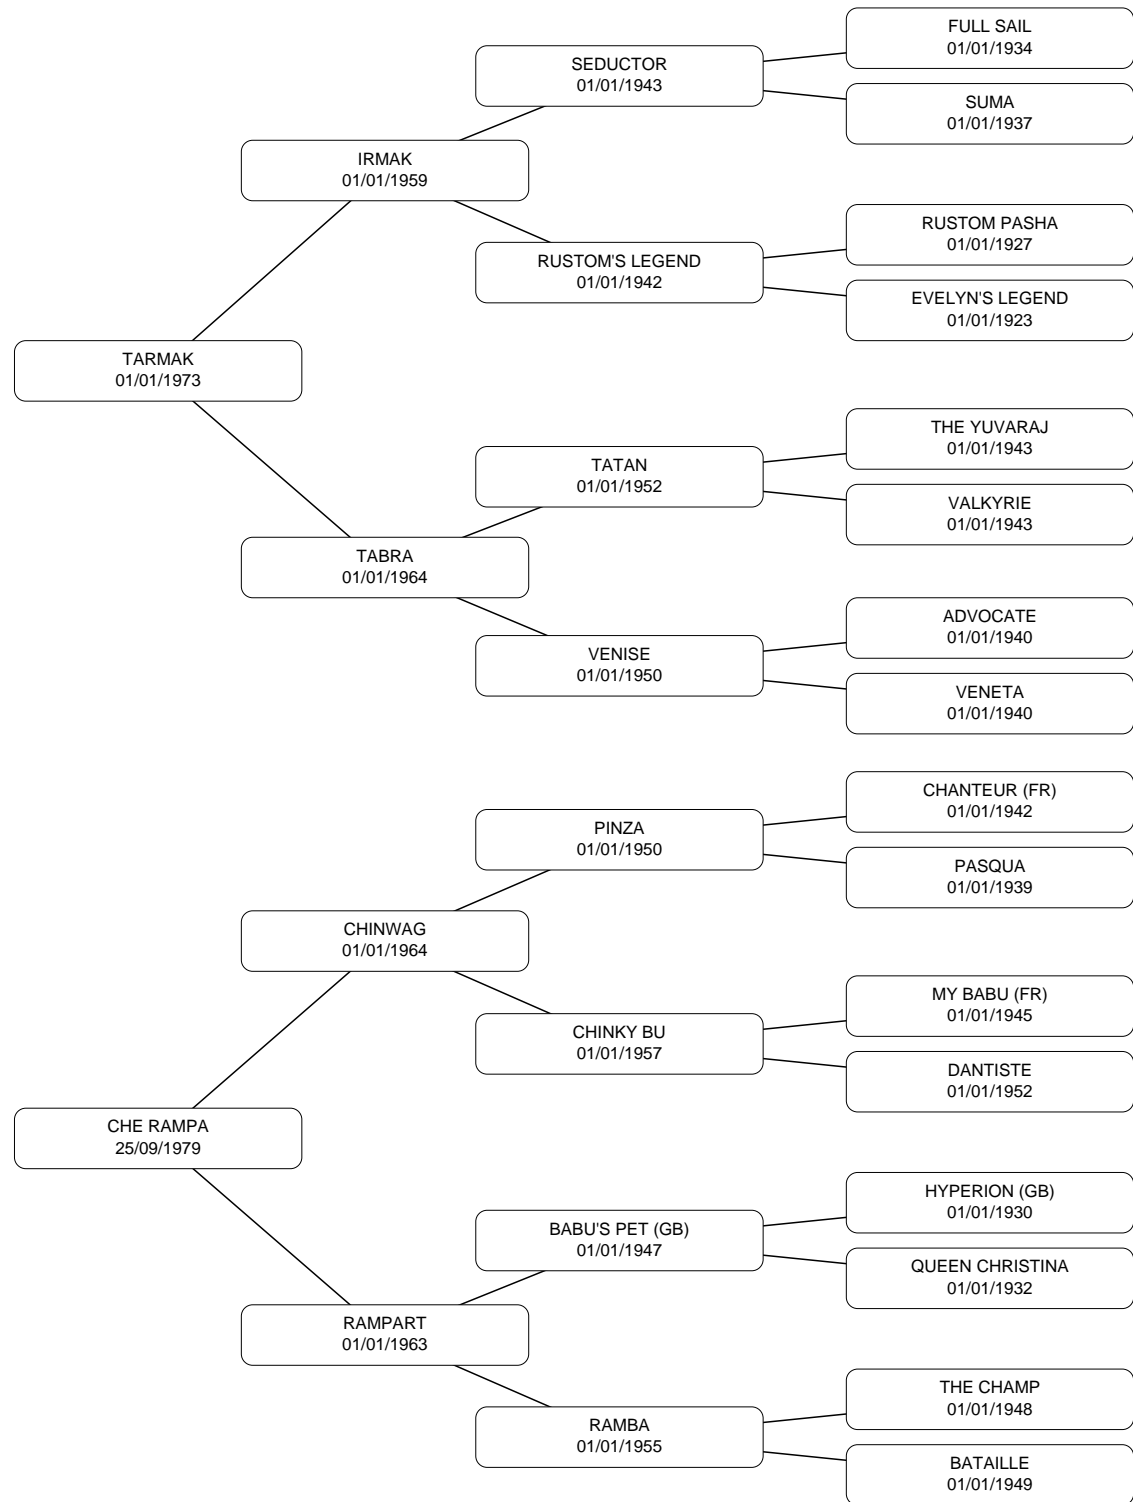 FULL SAIL
01/01/1934
SEDUCTOR
01/01/1943
SUMA
01/01/1937
IRMAK
01/01/1959
RUSTOM PASHA
01/01/1927
RUSTOM'S LEGEND
01/01/1942
EVELYN'S LEGEND
01/01/1923
TARMAK
01/01/1973
THE YUVARAJ
01/01/1943
TATAN
01/01/1952
VALKYRIE
01/01/1943
TABRA
01/01/1964
ADVOCATE
01/01/1940
VENISE
01/01/1950
VENETA
01/01/1940
CHANTEUR (FR)
01/01/1942
PINZA
01/01/1950
PASQUA
01/01/1939
CHINWAG
01/01/1964
MY BABU (FR)
01/01/1945
CHINKY BU
01/01/1957
DANTISTE
01/01/1952
CHE RAMPA
25/09/1979
HYPERION (GB)
01/01/1930
BABU'S PET (GB)
01/01/1947
QUEEN CHRISTINA
01/01/1932
RAMPART
01/01/1963
THE CHAMP
01/01/1948
RAMBA
01/01/1955
BATAILLE
01/01/1949